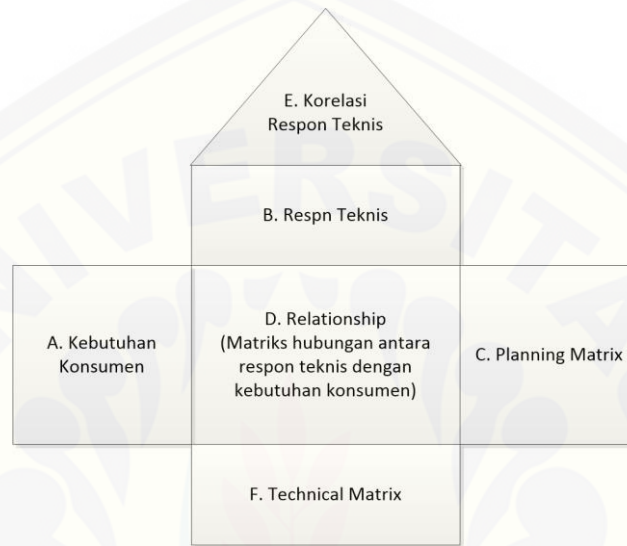 E. Korelasi
Respon Teknis
B. Respn Teknis
A. Kebutuhan
Konsumen
D. Relationship
(Matriks hubungan antara
respon teknis dengan
kebutuhan konsumen)
C. Planning Matrix
F. Technical Matrix
UNIVERSITA